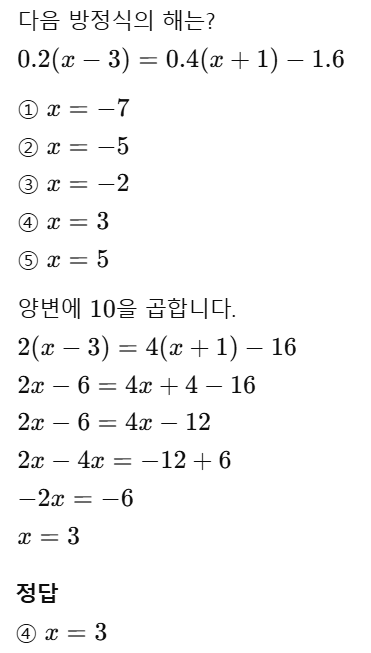 다음 방정식의 해는?
0.2(x − 3) = 0.4(x + 1) − 1.6
① x = −7
② x = −5
③ x = −2
④ x = 3
⑤ x = 5
양변에 10을 곱합니다.
2(x − 3) = 4(x + 1) − 16
2x − 6 = 4x + 4 − 16
2x − 6 = 4x − 12
2x − 4x = −12 + 6
−2x = −6
x = 3
정답
④ x = 3